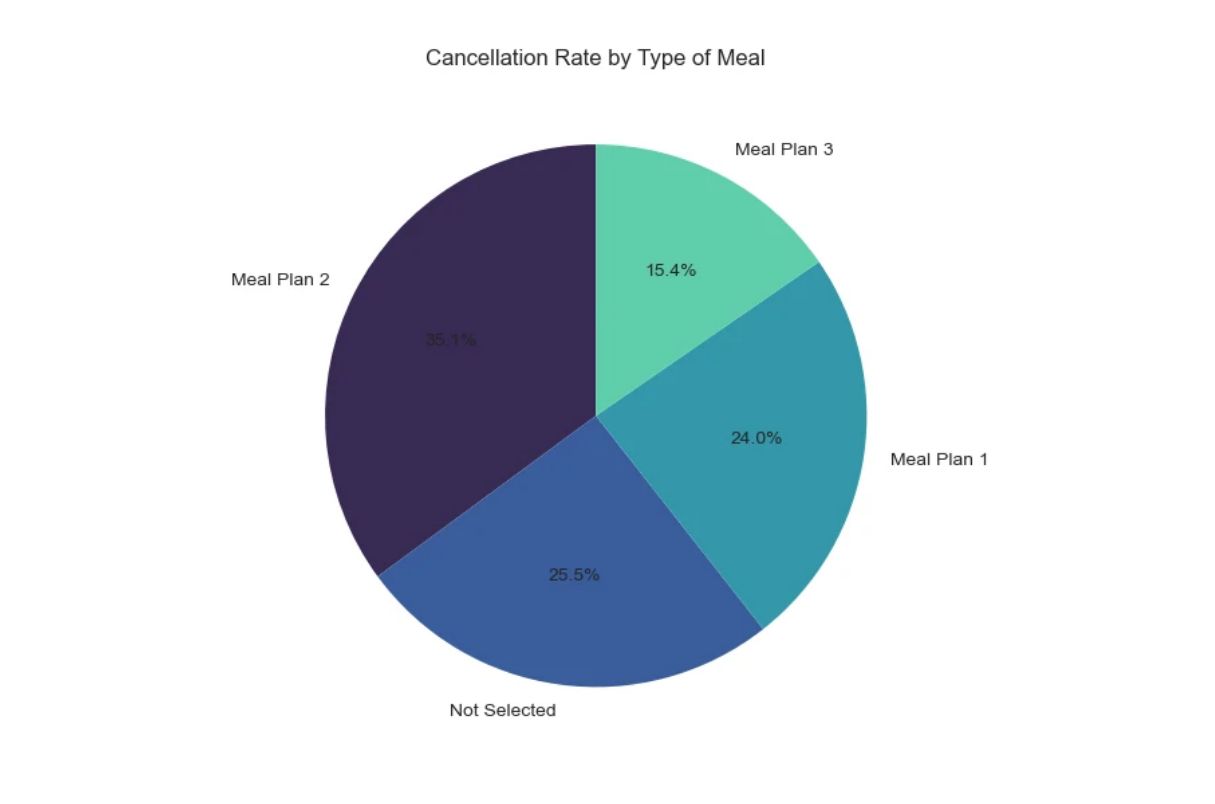 Cancellation Rate by Type of Meal
Meal Plan 3
15.4%
Meal Plan 2
35.1%
24.0%
Meal Plan 1
25.5%
Not Selected